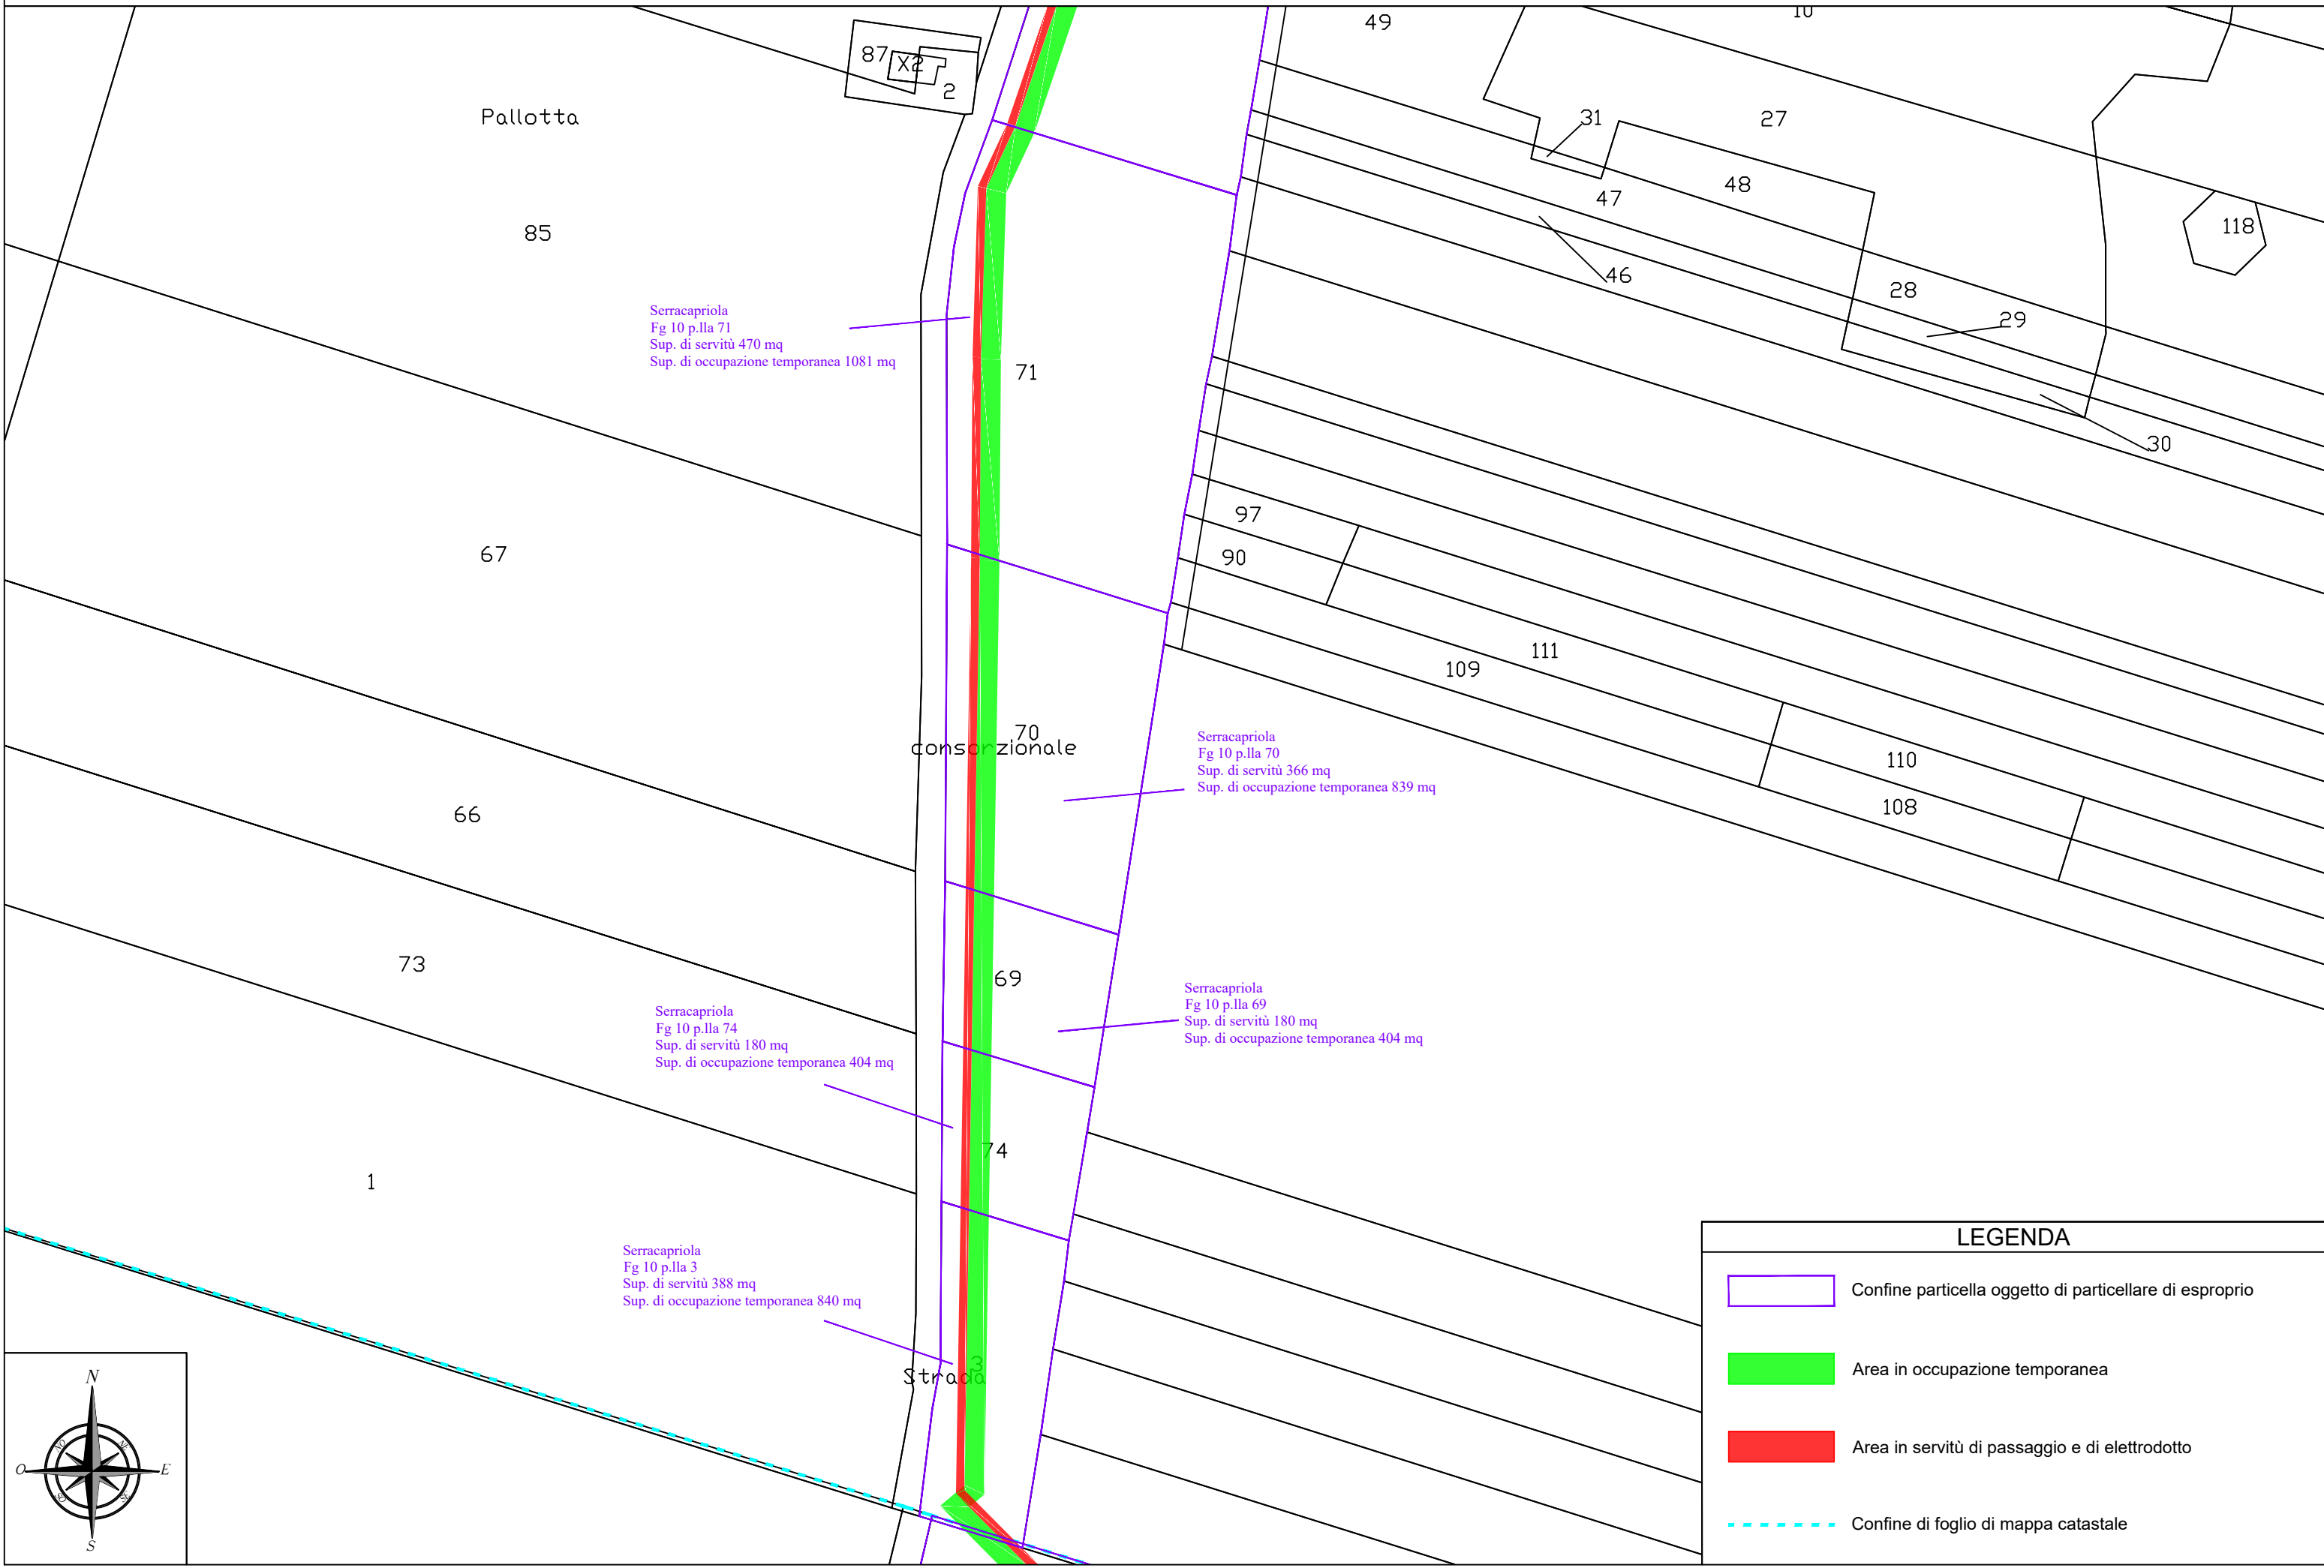 10
49
87
X2
2
Pallotta
31
27
48
47
118
85
46
28
29
Serracapriola
Fg 10 p.lla 71
Sup. di servitù 470 mq
Sup. di occupazione temporanea 1081 mq
71
30
97
90
67
111
109
70
consorzionale
Serracapriola
Fg 10 p.lla 70
Sup. di servitù 366 mq
Sup. di occupazione temporanea 839 mq
110
108
66
73
69
Serracapriola
Fg 10 p.lla 69
Sup. di servitù 180 mq
Sup. di occupazione temporanea 404 mq
Serracapriola
Fg 10 p.lla 74
Sup. di servitù 180 mq
Sup. di occupazione temporanea 404 mq
74
1
Serracapriola
Fg 10 p.lla 3
Sup. di servitù 388 mq
Sup. di occupazione temporanea 840 mq
3
Strada
LEGENDA
Confine particella oggetto di particellare di esproprio
Area in occupazione temporanea
Area in servitù di passaggio e di elettrodotto
Confine di foglio di mappa catastale
N
NO
NE
O
E
SO
SE
S